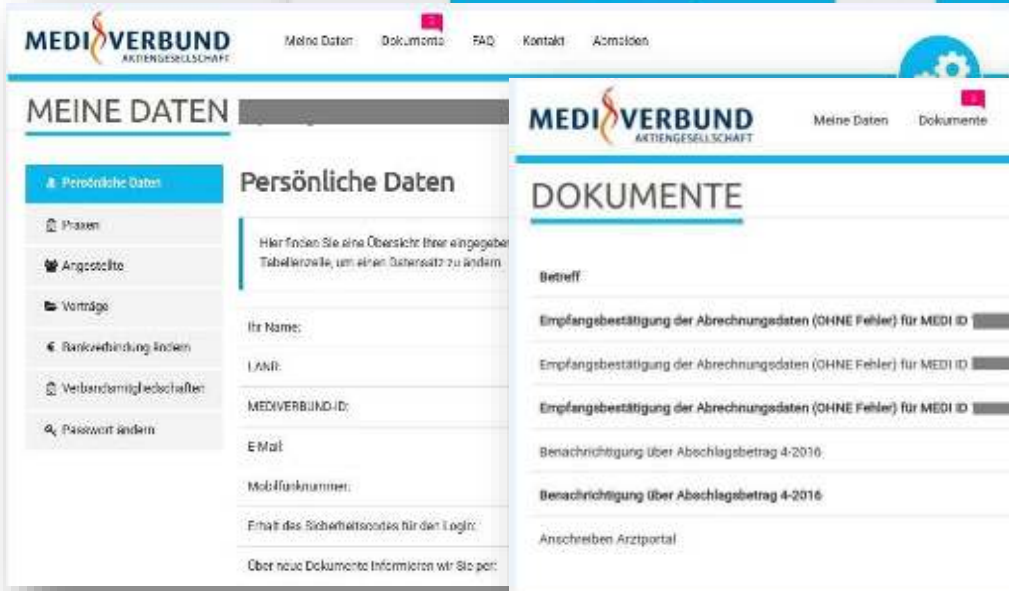 MEDIVERBUND
AKTIENGESELLSCHAFT
Meine Daten
Dokumente
FAQ
Kontakt
Abmelden
MEINE DATEN
Persönliche Daten
Praxen
Angestellte
Verträge
€ Bankverbindung ändern
Verbandsmitgliedschaften
Passwort ändern
Persönliche Daten
Hier finden Sie eine Übersicht Ihrer eingegeben
Tabellenzeile, um einen Datensatz zu ändern
Ihr Name:
LANR:
MEDIVERBUND-ID:
E-Mail:
Mobilfunknummer:
Erhalt des Sicherheitscodes für den Login:
Über neue Dokumente informieren wir Sie per:
MEDIVERBUND
AKTIENGESELLSCHAFT
Meine Daten
Dokumente
DOKUMENTE
Betreff
Empfangsbestätigung der Abrechnungsdaten (OHNE Fehler) für MEDI ID
Empfangsbestätigung der Abrechnungsdaten (OHNE Fehler) für MEDI ID
Empfangsbestätigung der Abrechnungsdaten (OHNE Fehler) für MEDI ID
Benachrichtigung über Abschlagsbetrag 4-2016
Benachrichtigung über Abschlagsbetrag 4-2016
Anschreiben Arztportal